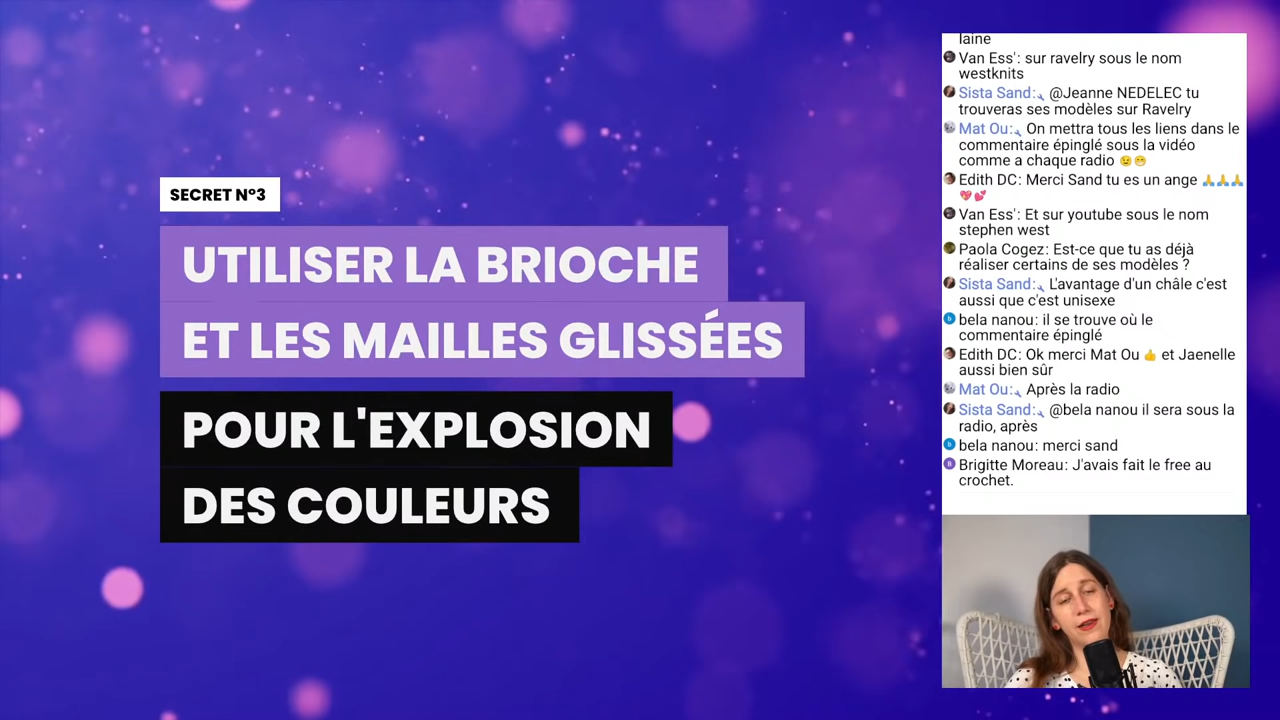 SECRET N°3
UTILISER LA BRIOCHE
ET LES MAILLES GLISSÉES
POUR L'EXPLOSION
DES COULEURS
laine
Van Ess': sur ravelry sous le nom
westknits
Sista Sand: @Jeanne NEDELEC tu
trouveras ses modèles sur Ravelry
Mat Ou: On mettra tous les liens dans le
commentaire épinglé sous la vidéo
comme a chaque radio 😉😁
Edith DC: Merci Sand tu es un ange 🙏🙏🙏
💖💕
Van Ess': Et sur youtube sous le nom
stephen west
Paola Cogez: Est-ce que tu as déjà
réaliser certains de ses modèles ?
Sista Sand: L'avantage d'un châle c'est
aussi que c'est unisexe
b bela nanou: il se trouve où le
commentaire épinglé
Edith DC: Ok merci Mat Ou 👍 et Jaenelle
aussi bien sûr
Mat Ou: Après la radio
Sista Sand: @bela nanou il sera sous la
radio, après
b bela nanou: merci sand
B Brigitte Moreau: J'avais fait le free au
crochet.